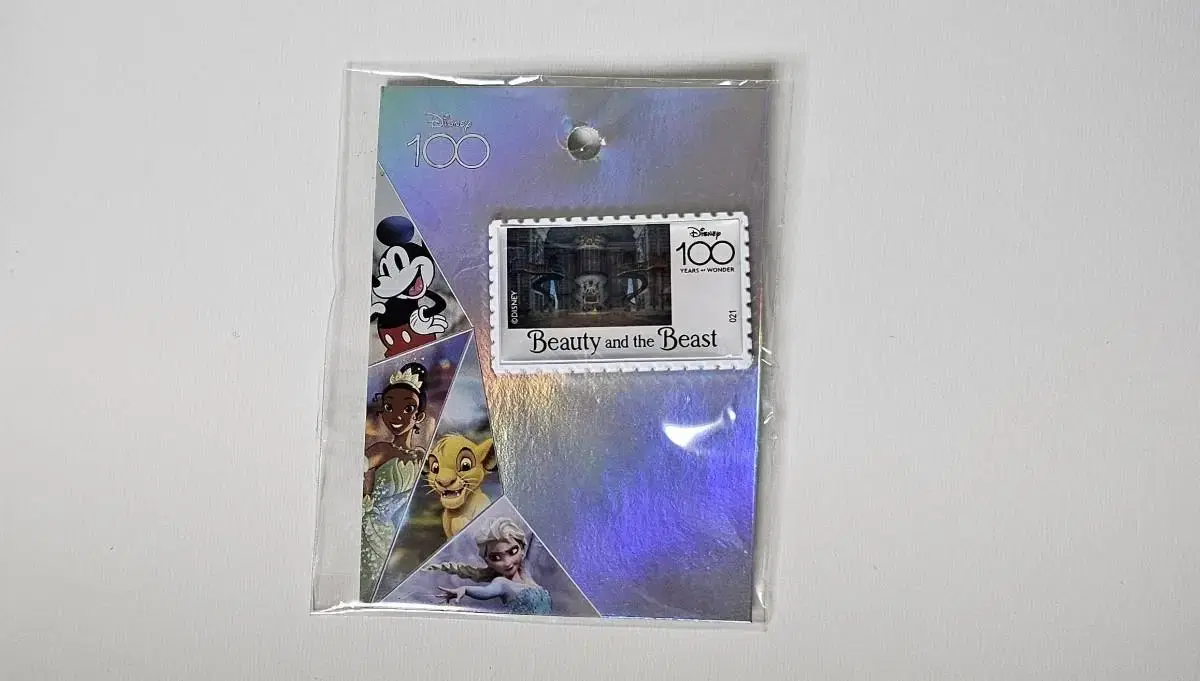 Disney
100
Disney
100
YEARS OF WONDER
©DISNEY
021
Beauty and the Beast